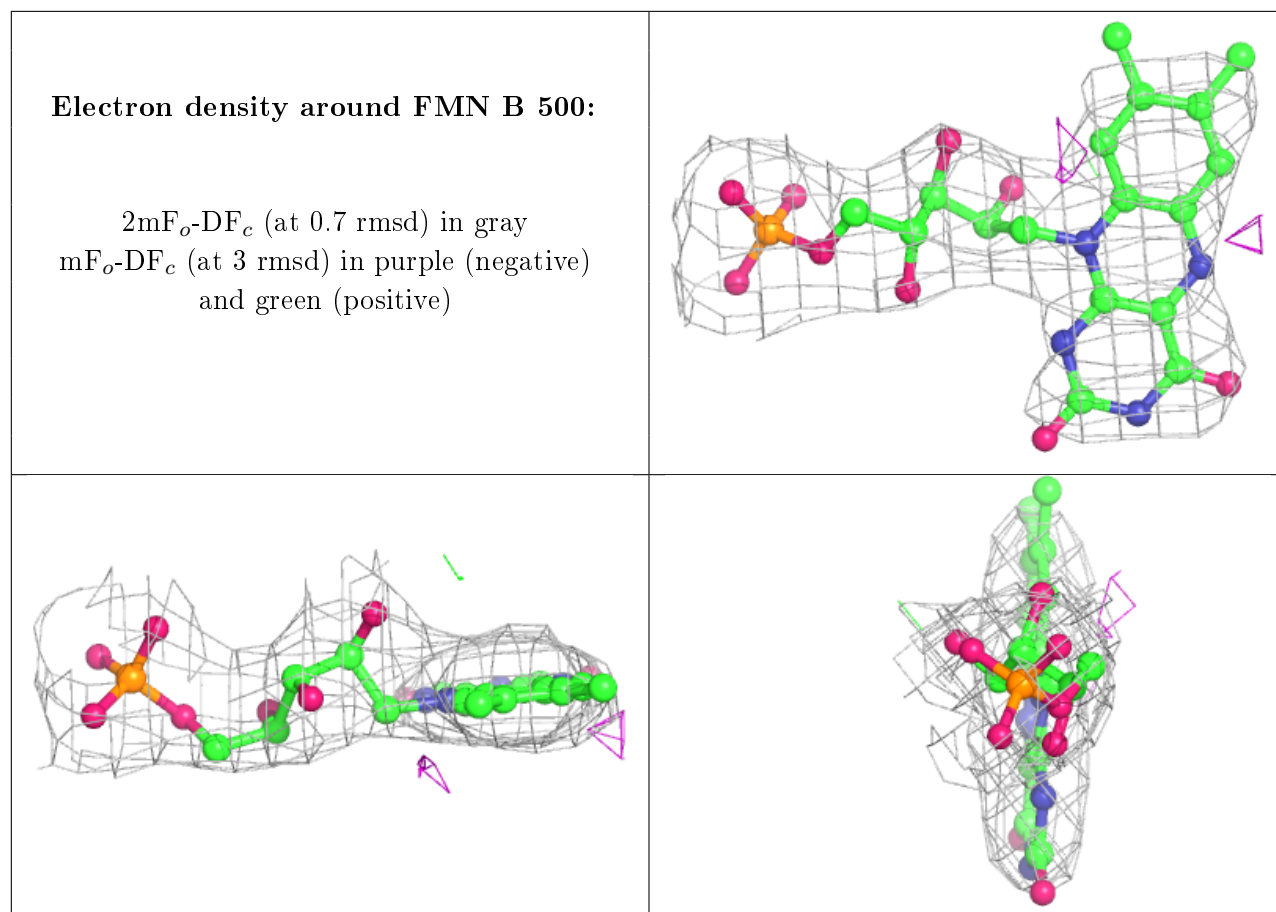 Electron density around FMN B 500:
2mFo-DFc (at 0.7 rmsd) in gray
mFo-DFc (at 3 rmsd) in purple (negative)
and green (positive)